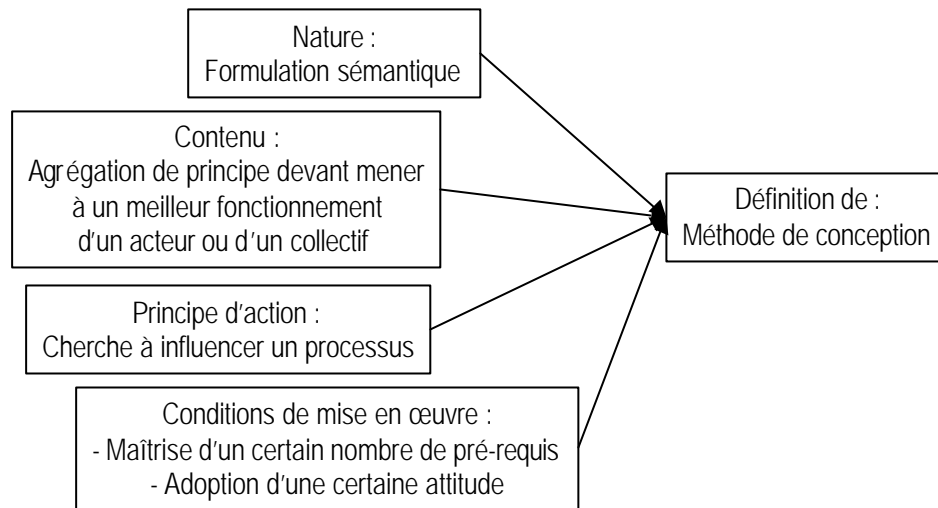 Nature :
Formulation sémantique
Contenu :
Agrégation de principe devant mener
à un meilleur fonctionnement
d'un acteur ou d'un collectif
Définition de :
Méthode de conception
Principe d'action :
Cherche à influencer un processus
Conditions de mise en œuvre :
- Maîtrise d'un certain nombre de pré-requis
- Adoption d'une certaine attitude